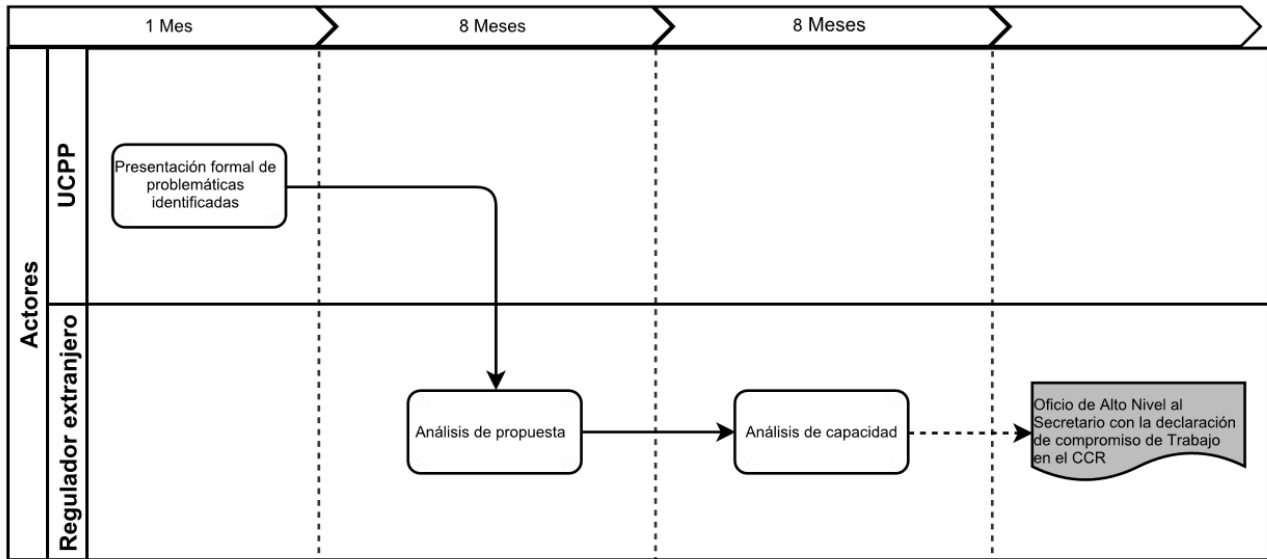 1 Mes
8 Meses
8 Meses
Actores
UCPP
Presentación formal de
problemáticas
identificadas
Regulador extranjero
Análisis de propuesta
Análisis de capacidad
Oficio de Alto Nivel al
Secretario con la declaración
de compromiso de Trabajo
en el CCR